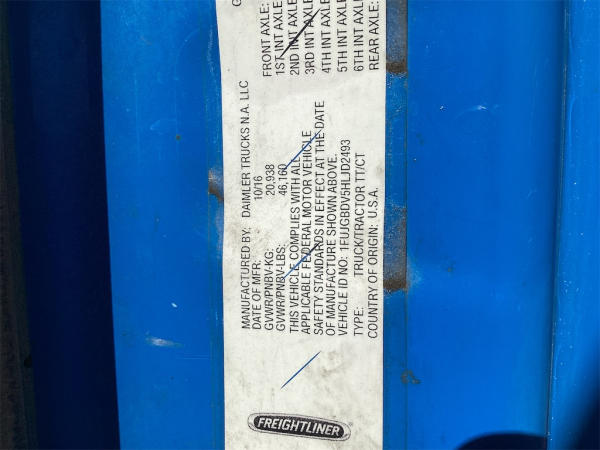 MANUFACTURED BY: DAIMLER TRUCKS N.A. LLC
DATE OF MFR: 10/16
GVWR/PNBV-KG: 20,938
GVWR/PNBV-LBS: 46,160
THIS VEHICLE COMPLIES WITH ALL
APPLICABLE FEDERAL MOTOR VEHICLE
SAFETY STANDARDS IN EFFECT AT THE DATE
OF MANUFACTURE SHOWN ABOVE.
VEHICLE ID NO: 1FUJGBDV5HLJD2493
TYPE: TRUCK/TRACTOR TT/CT
COUNTRY OF ORIGIN: U.S.A.
FRONT AXLE:
1ST INT AXLE
2ND INT AXLE
3RD INT AXLE
4TH INT AXLE
5TH INT AXLE
6TH INT AXLE
REAR AXLE:
FREIGHTLINER